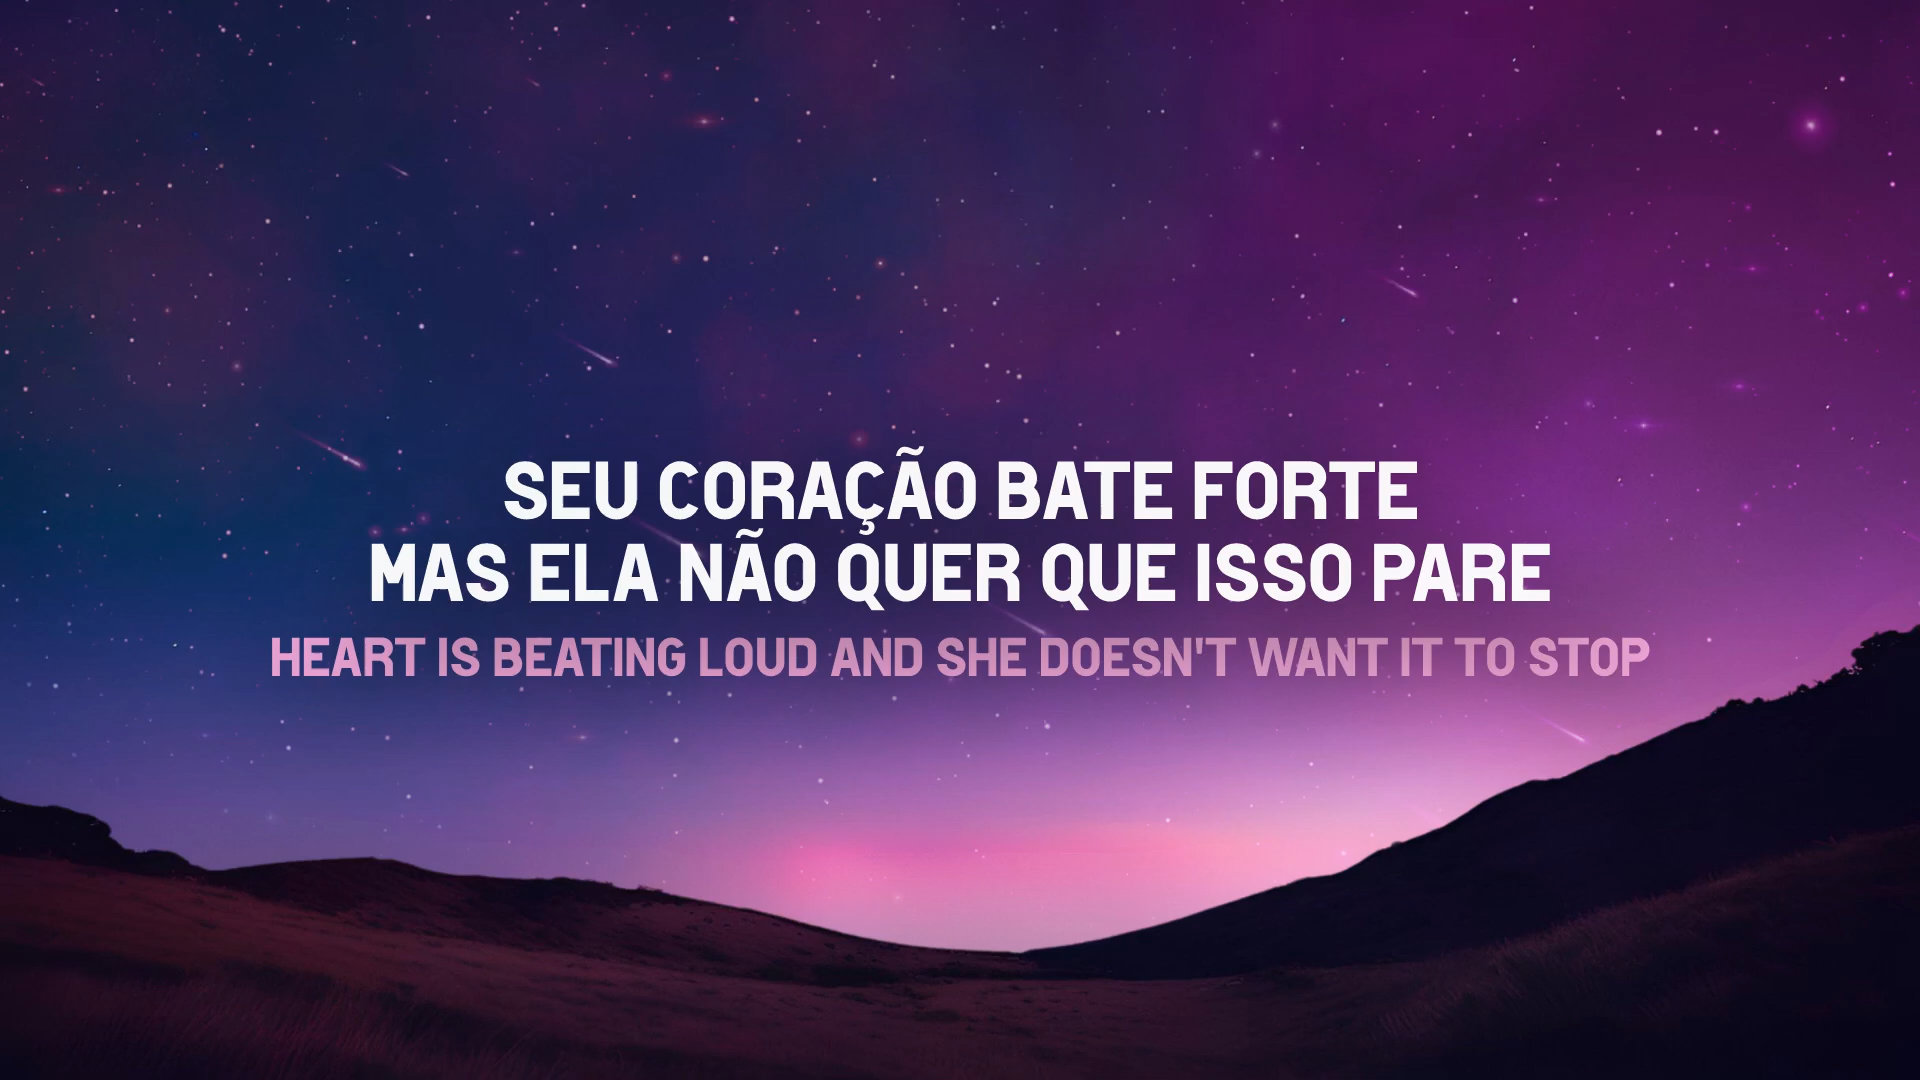 SEU CORAÇÃO BATE FORTE
MAS ELA NÃO QUER QUE ISSO PARE
HEART IS BEATING LOUD AND SHE DOESN'T WANT IT TO STOP